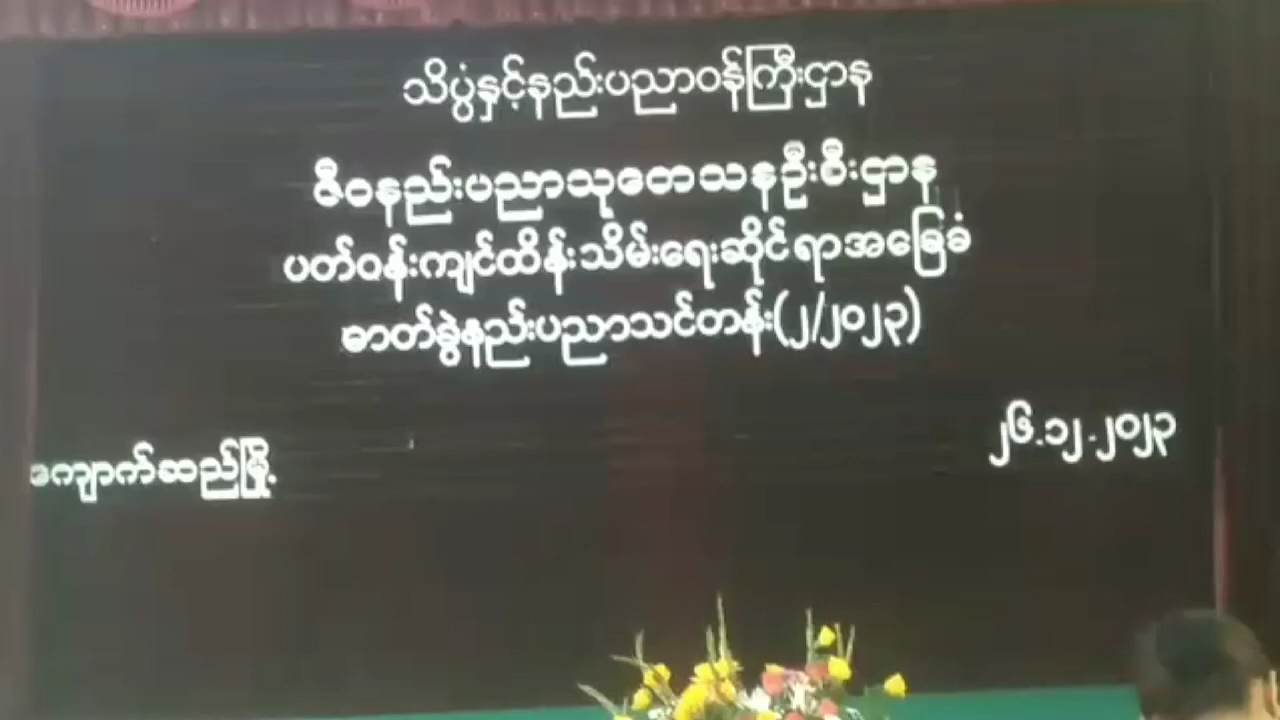 သိပ္ပံနှင့်နည်းပညာဝန်ကြီးဌာန
ဇီဝနည်းပညာသုတေသနဦးစီးဌာန
ပတ်ဝန်းကျင်ထိန်းသိမ်းရေးဆိုင်ရာအခြေခံ
ဓာတ်ခွဲနည်းပညာသင်တန်း(၂/၂၀၂၃)
ကျောက်ဆည်မြို့
၂၆.၁၂.၂၀၂၃